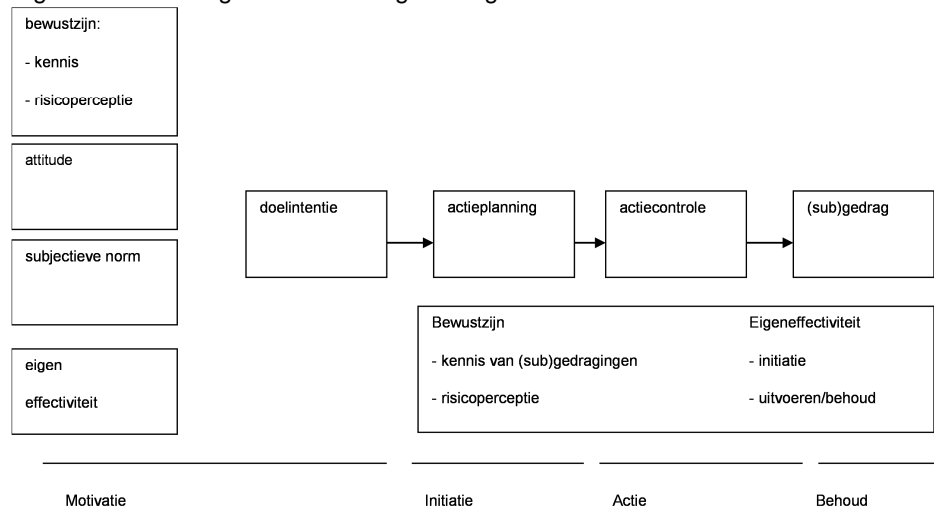 bewustzijn:
- kennis
- risicoperceptie
attitude
subjectieve norm
eigen
effectiviteit
doelintentie
actieplanning
actiecontrole
(sub)gedrag
Bewustzijn
- kennis van (sub)gedragingen
- risicoperceptie
Eigeneffectiviteit
- initiatie
- uitvoeren/behoud
Motivatie
Initiatie
Actie
Behoud